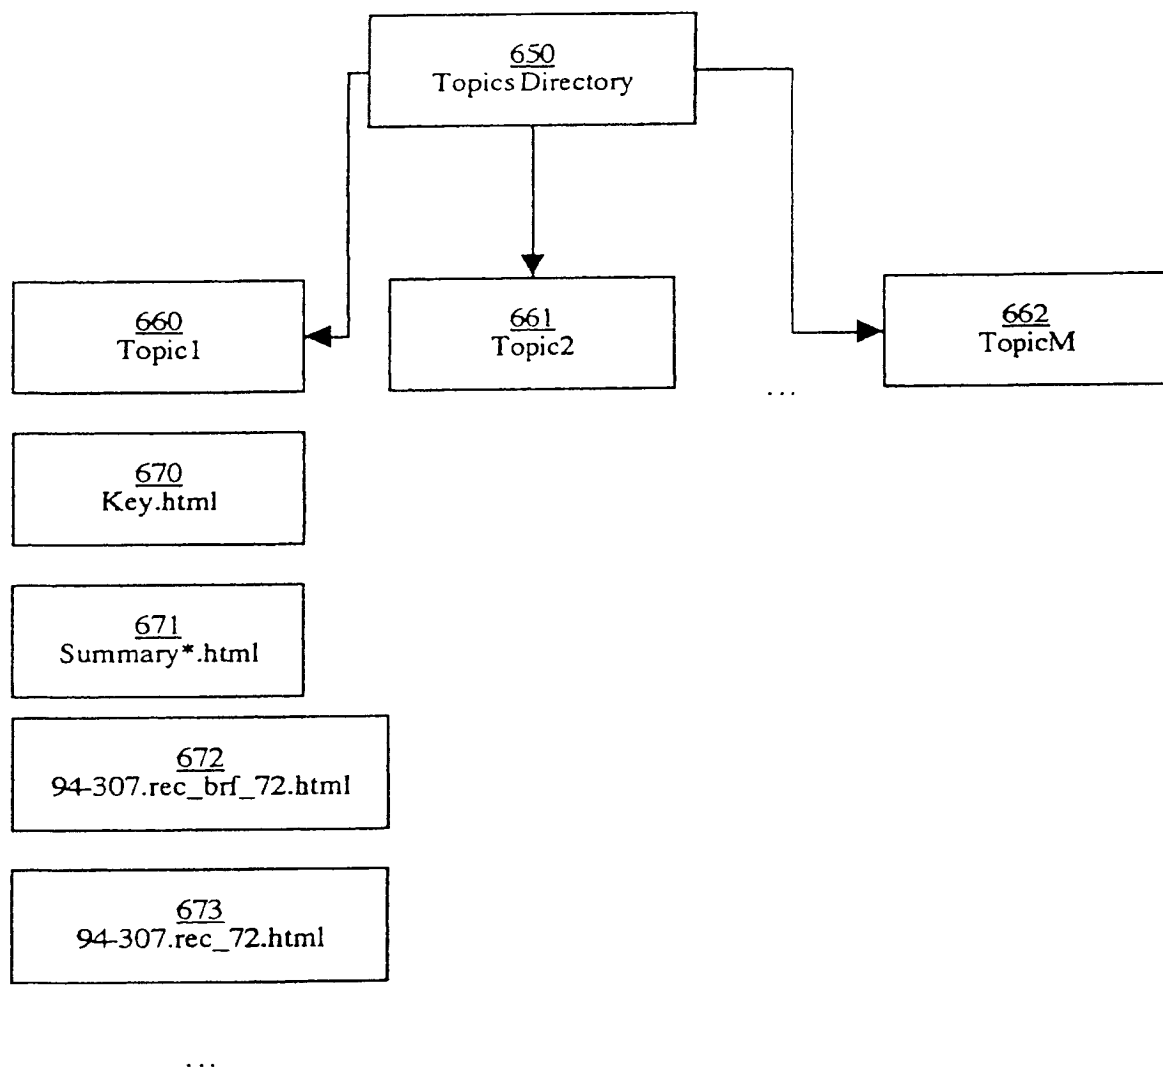 650
Topics Directory
660
Topic1
661
Topic2
662
TopicM
...
670
Key.html
671
Summary*.html
672
94-307.rec_brf_72.html
673
94-307.rec_72.html
...